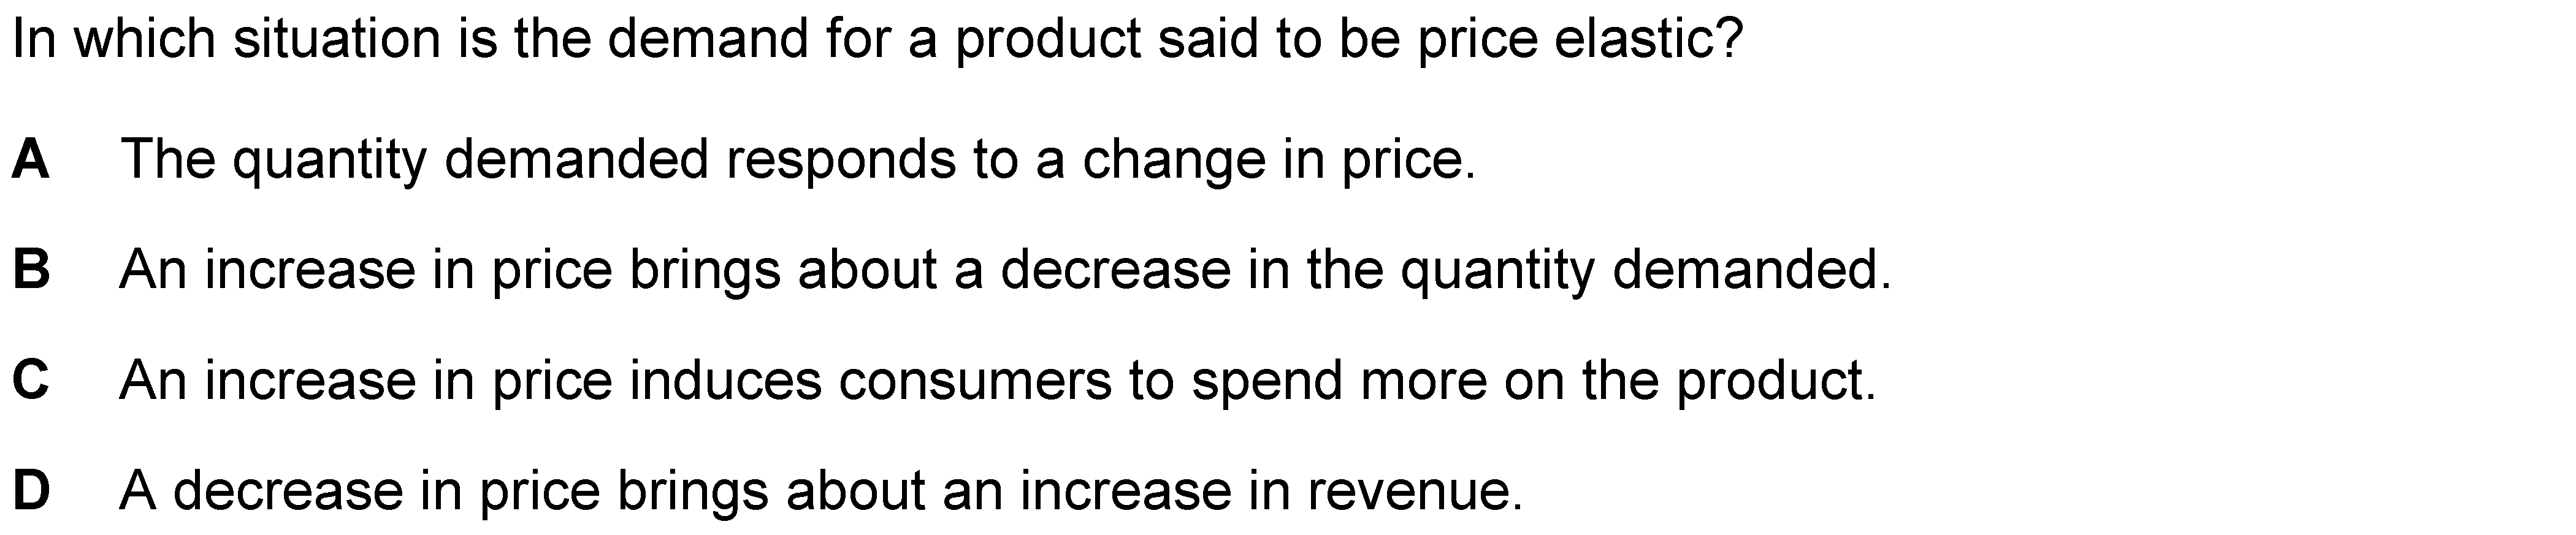 In which situation is the demand for a product said to be price elastic?
A The quantity demanded responds to a change in price.
B An increase in price brings about a decrease in the quantity demanded.
C An increase in price induces consumers to spend more on the product.
D A decrease in price brings about an increase in revenue.